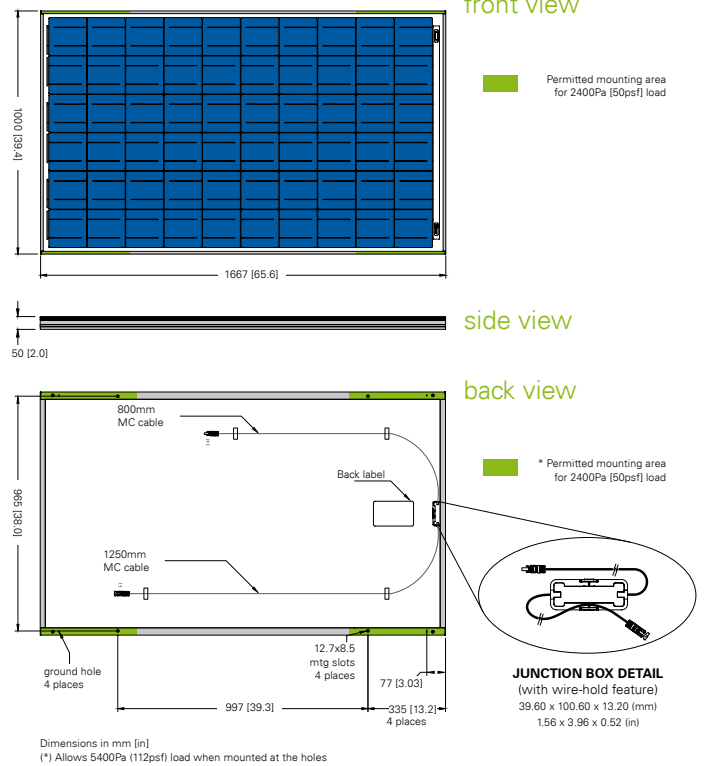 front view
Permitted mounting area
for 2400Pa [50psf] load
1000 [39.4]
1667 [65.6]
side view
50 [2.0]
back view
800mm
MC cable
Back label
* Permitted mounting area
for 2400Pa [50psf] load
965 [38.0]
1250mm
MC cable
12.7x8.5
mtg slots
4 places
ground hole
4 places
77 [3.03]
997 [39.3]
335 [13.2]
4 places
JUNCTION BOX DETAIL
(with wire-hold feature)
39.60 x 100.60 x 13.20 (mm)
1.56 x 3.96 x 0.52 (in)
Dimensions in mm [in]
(*) Allows 5400Pa (112psf) load when mounted at the holes